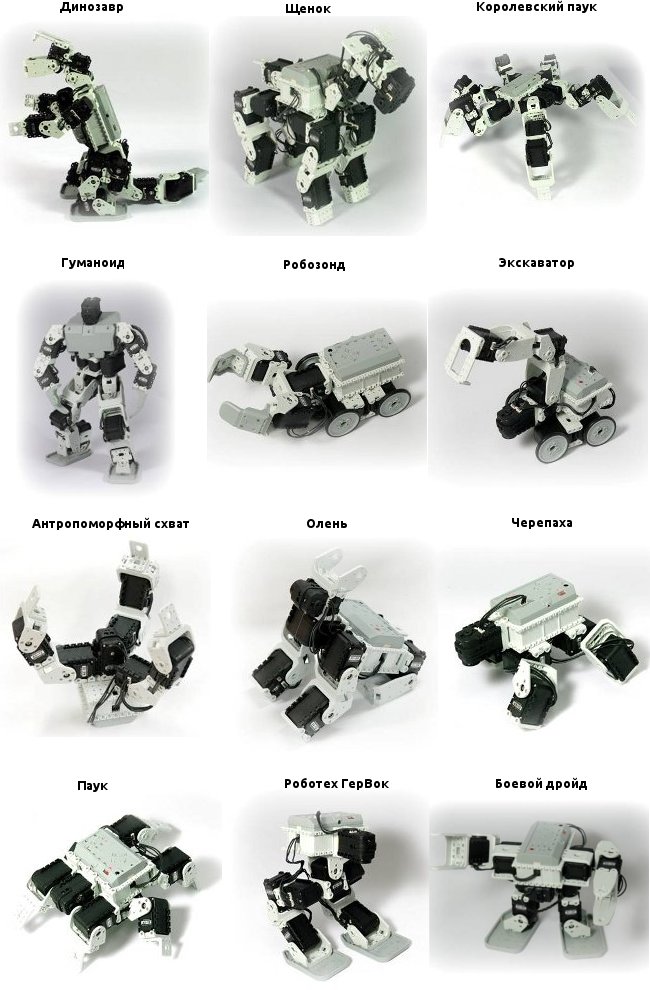 Динозавр
Щенок
Королевский паук
Гуманоид
Робозонд
Экскаватор
Антропоморфный схват
Олень
Черепаха
Паук
Роботех ГерВок
Боевой дройд